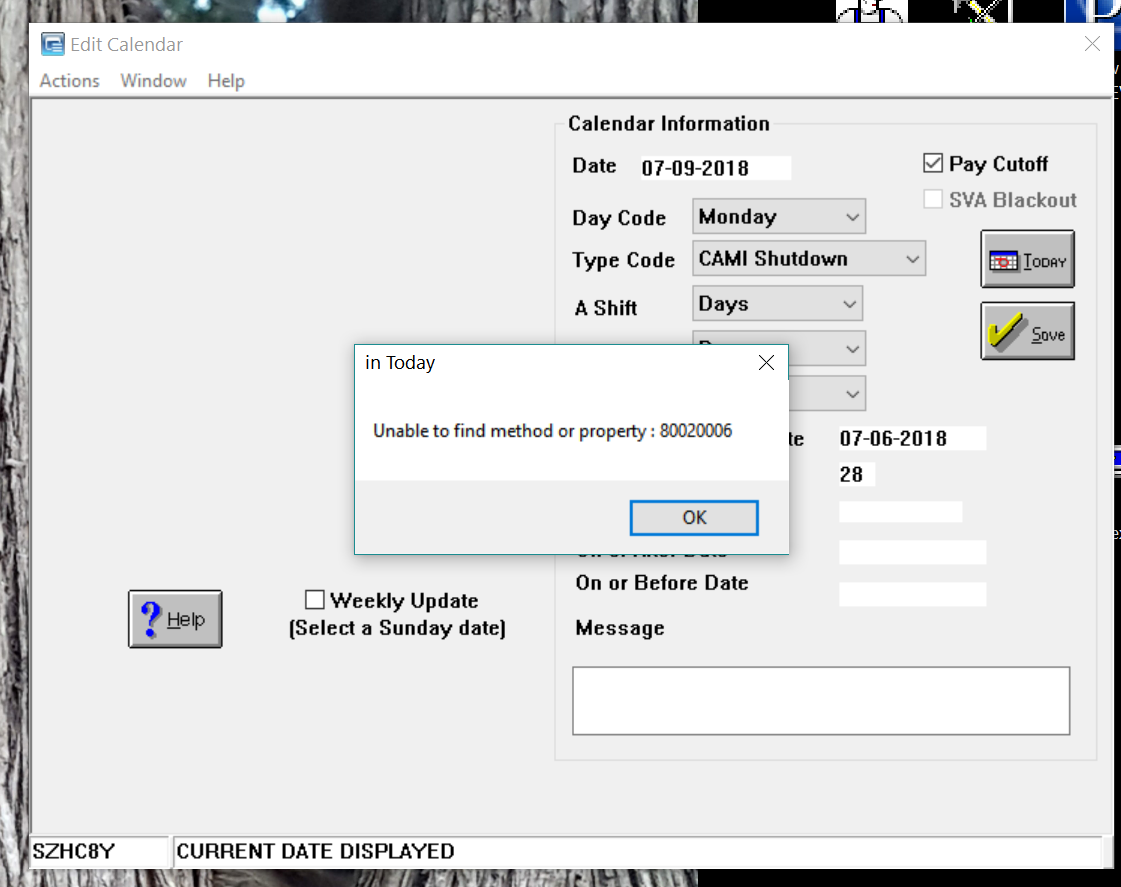 Edit Calendar
Actions Window Help
Calendar Information
Date 07-09-2018
Pay Cutoff
SVA Blackout
Day Code Monday
Type Code CAMI Shutdown
TODAY
A Shift Days
Save
in Today
Unable to find method or property : 80020006
07-06-2018
28
OK
On or Before Date
Help
Weekly Update
(Select a Sunday date)
Message
SZHC8Y CURRENT DATE DISPLAYED